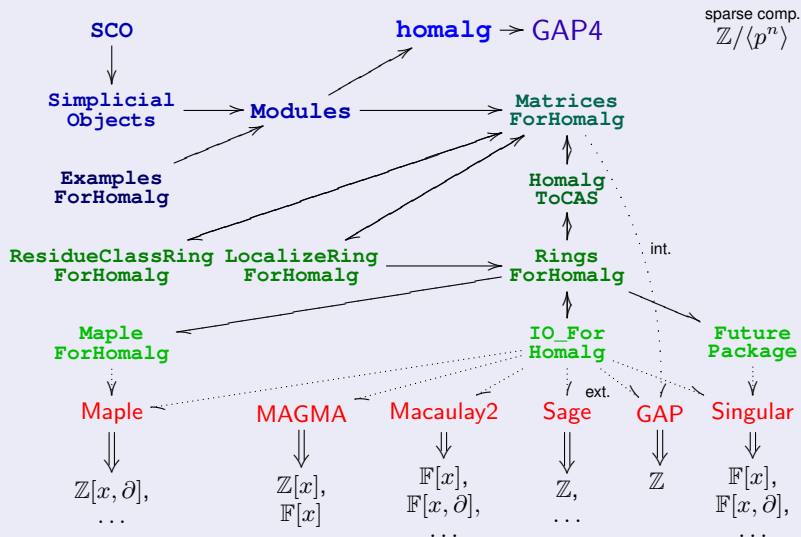 SCO
homalg
GAP4
sparse comp.
ℤ/⟨pⁿ⟩
Simplicial
Objects
Modules
Matrices
ForHomalg
Examples
ForHomalg
Homalg
ToCAS
int.
ResidueClassRing
ForHomalg
LocalizeRing
ForHomalg
Rings
ForHomalg
Maple
ForHomalg
IO_For
Homalg
Future
Package
ext.
Maple
MAGMA
Macaulay2
Sage
GAP
Singular
ℤ[x, ∂],
...
ℤ[x],
𝔽[x]
𝔽[x],
𝔽[x, ∂],
...
ℤ,
...
ℤ
𝔽[x],
𝔽[x, ∂],
...